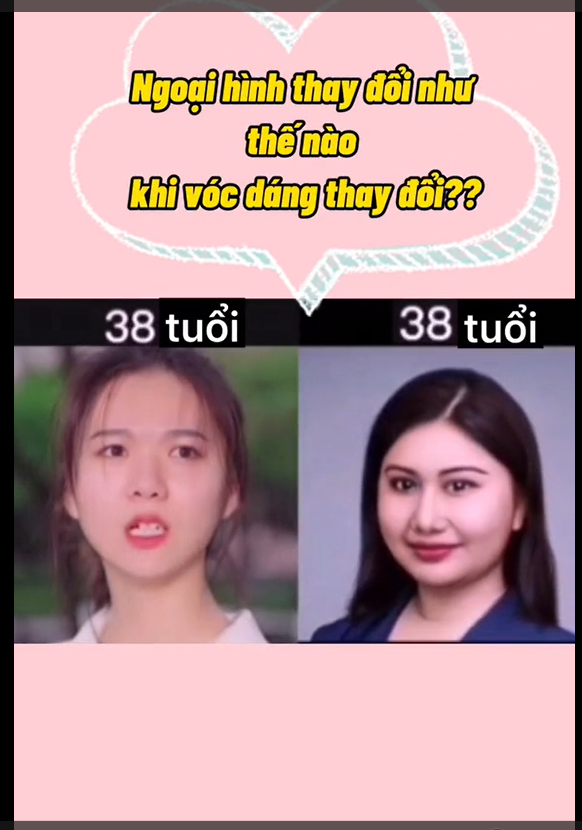 Ngoại hình thay đổi như
thế nào
khi vóc dáng thay đổi??
38 tuổi
38 tuổi